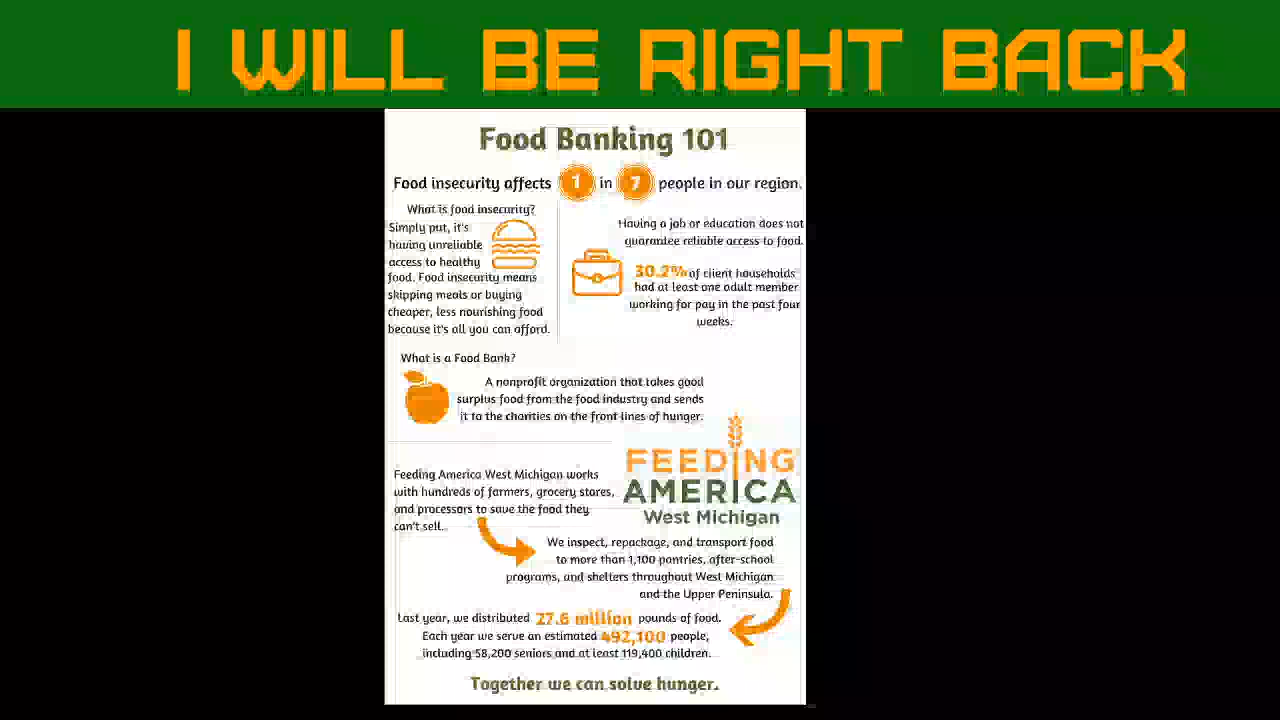 I WILL BE RIGHT BACK
Food Banking 101
Food insecurity affects 1 in 7 people in our region.
What is food insecurity?
Simply put, it's
having unreliable
access to healthy
food. Food insecurity means
skipping meals or buying
cheaper, less nourishing food
because it's all you can afford.
Having a job or education does not
guarantee reliable access to food.
30.2% of client households
had at least one adult member
working for pay in the past four
weeks.
What is a Food Bank?
A nonprofit organization that takes good
surplus food from the food industry and sends
it to the charities on the front lines of hunger.
FEEDING
AMERICA
West Michigan
Feeding America West Michigan works
with hundreds of farmers, grocery stores,
and processors to save the food they
can't sell.
We inspect, repackage, and transport food
to more than 1,100 pantries, after-school
programs, and shelters throughout West Michigan
and the Upper Peninsula.
Last year, we distributed 27.6 million pounds of food.
Each year we serve an estimated 492,100 people,
including 58,200 seniors and at least 119,400 children.
Together we can solve hunger.